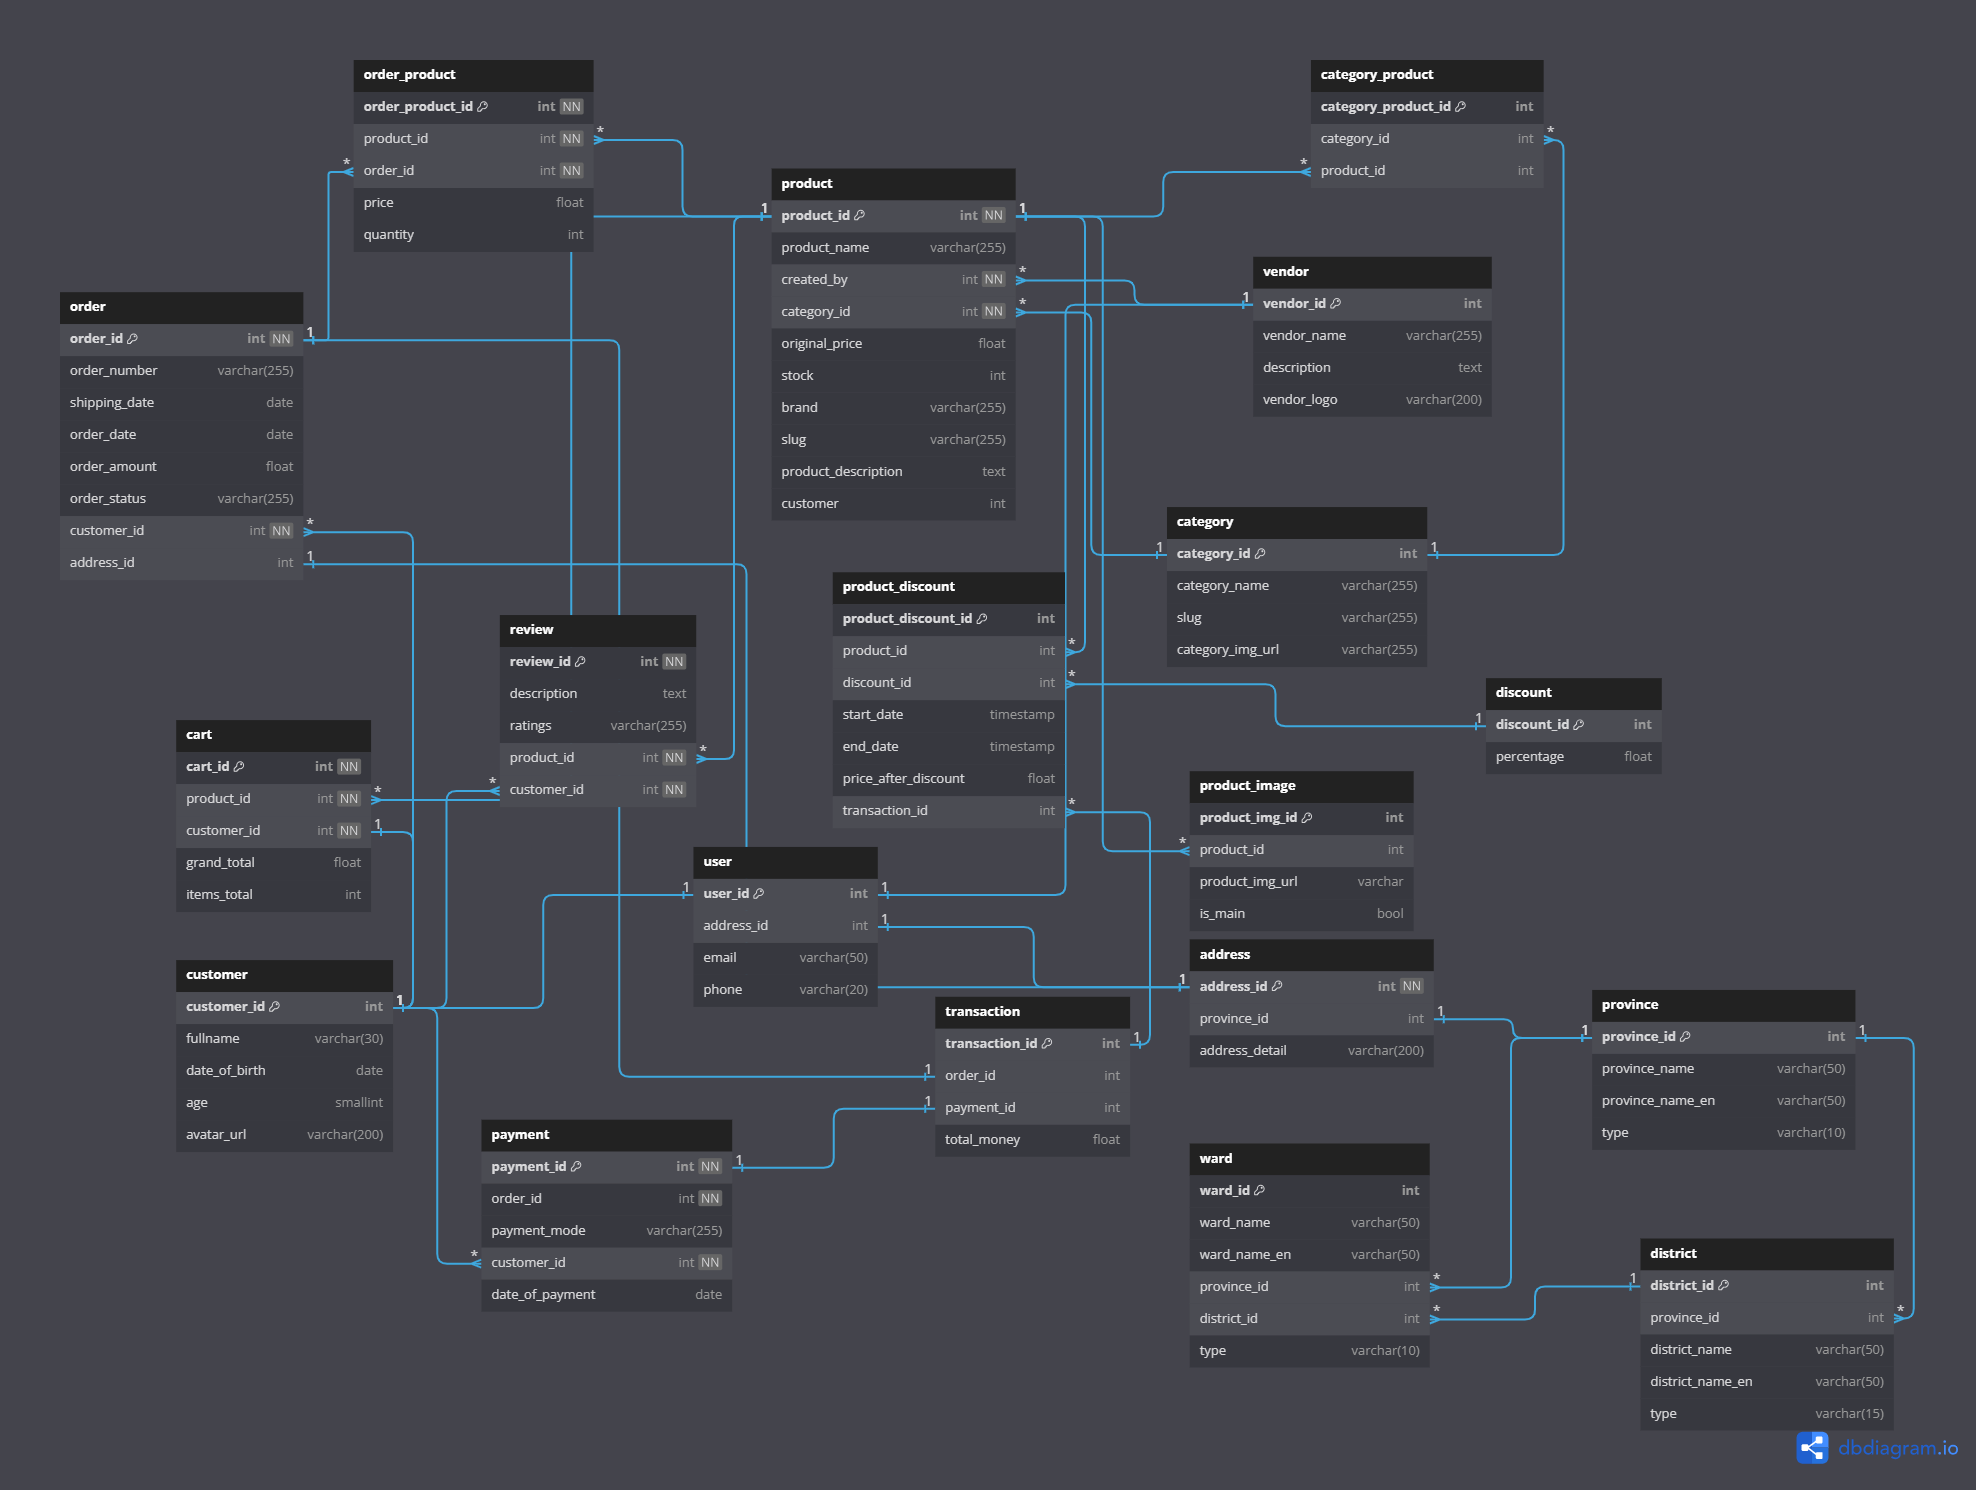 order_product
order_product_id int NN
product_id int NN
order_id int NN
price float
quantity int
category_product
category_product_id int
category_id int
product_id int
product
product_id int NN
product_name varchar(255)
created_by int NN
category_id int NN
original_price float
stock int
brand varchar(255)
slug varchar(255)
product_description text
customer int
vendor
vendor_id int
vendor_name varchar(255)
description text
vendor_logo varchar(200)
order
order_id int NN
order_number varchar(255)
shipping_date date
order_date date
order_amount float
order_status varchar(255)
customer_id int NN
address_id int
category
category_id int
category_name varchar(255)
slug varchar(255)
category_img_url varchar(255)
product_discount
product_discount_id int
product_id int
discount_id int
start_date timestamp
end_date timestamp
price_after_discount float
transaction_id int
review
review_id int NN
description text
ratings varchar(255)
product_id int NN
customer_id int NN
discount
discount_id int
percentage float
cart
cart_id int NN
product_id int NN
customer_id int NN
grand_total float
items_total int
product_image
product_img_id int
product_id int
product_img_url varchar
is_main bool
user
user_id int
address_id int
email varchar(50)
phone varchar(20)
address
address_id int NN
province_id int
address_detail varchar(200)
customer
customer_id int
fullname varchar(30)
date_of_birth date
age smallint
avatar_url varchar(200)
transaction
transaction_id int
order_id int
payment_id int
total_money float
province
province_id int
province_name varchar(50)
province_name_en varchar(50)
type varchar(10)
payment
payment_id int NN
order_id int NN
payment_mode varchar(255)
customer_id int NN
date_of_payment date
ward
ward_id int
ward_name varchar(50)
ward_name_en varchar(50)
province_id int
district_id int
type varchar(10)
district
district_id int
province_id int
district_name varchar(50)
district_name_en varchar(50)
type varchar(15)
dbdiagram.io